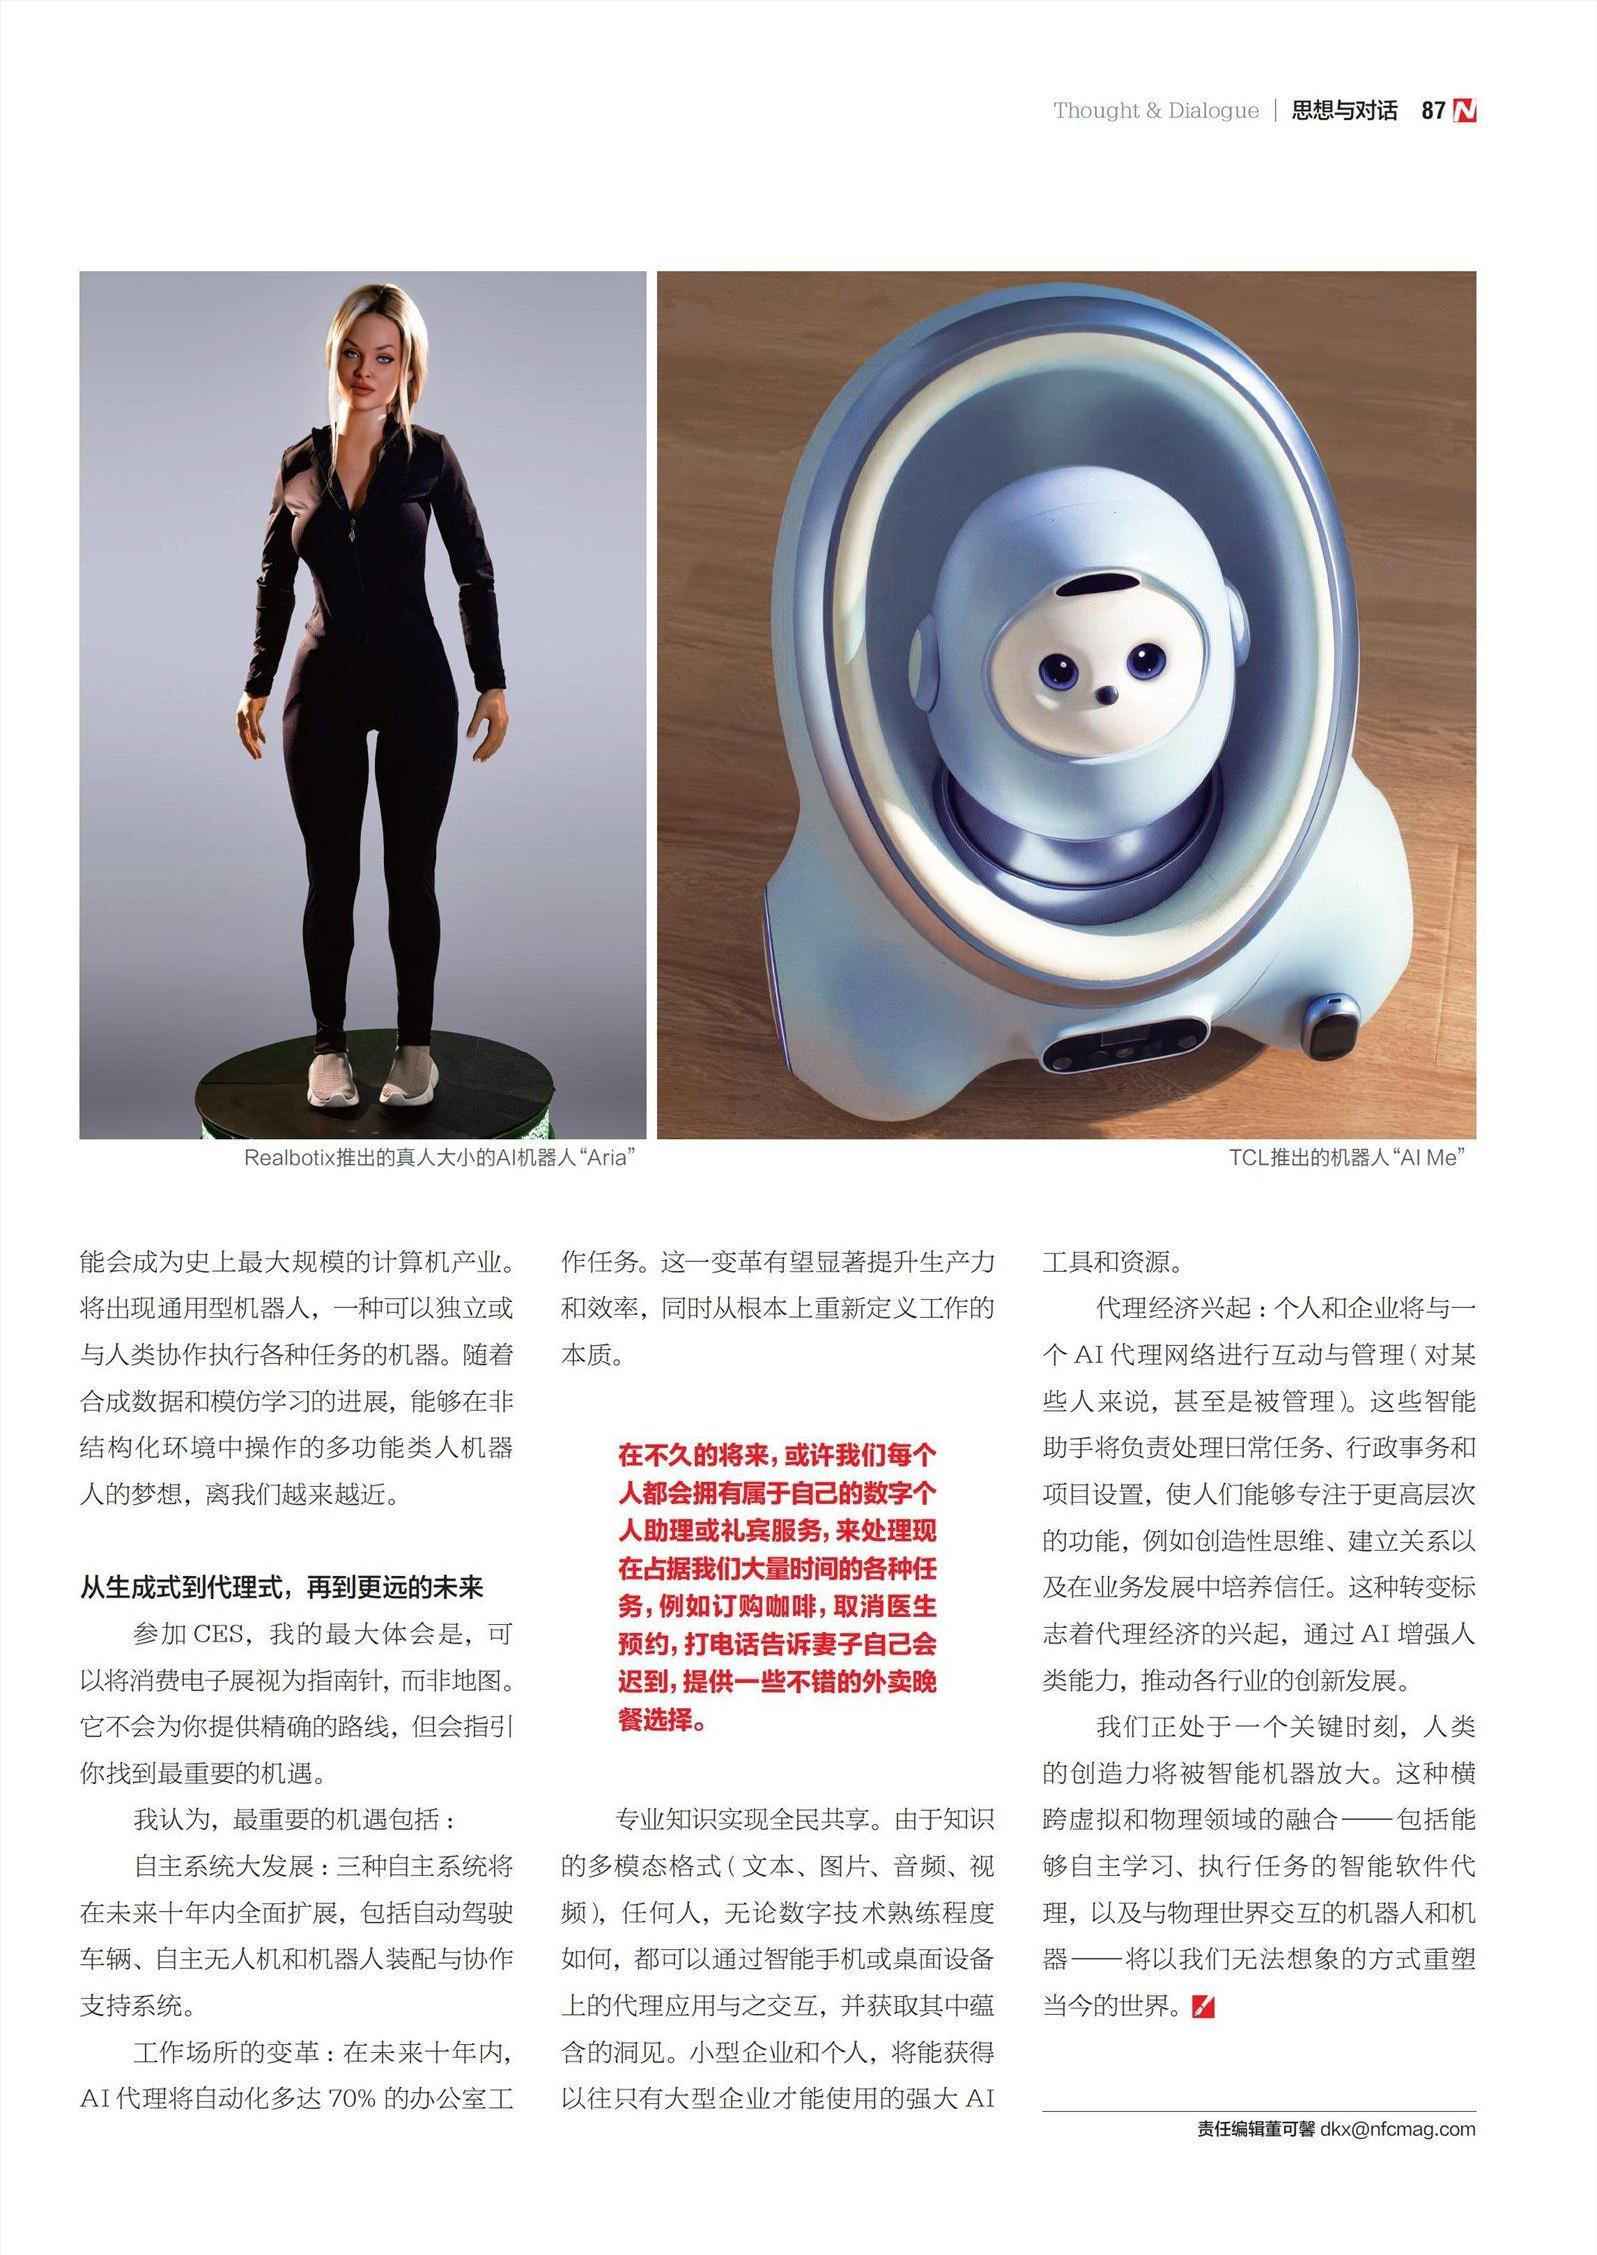 Thought & Dialogue | 思想与对话 87
Realbotix推出的真人大小的AI机器人“Aria”
TCL推出的机器人“AI Me”
能会成为史上最大规模的计算机产业。
将出现通用型机器人，一种可以独立或
与人类协作执行各种任务的机器。随着
合成数据和模仿学习的进展，能够在非
结构化环境中操作的多功能类人机器
人的梦想，离我们越来越近。
从生成式到代理式，再到更远的未来
参加 CES，我的最大体会是，可
以将消费电子展视为指南针，而非地图。
它不会为你提供精确的路线，但会指引
你找到最重要的机遇。
我认为，最重要的机遇包括：
自主系统大发展：三种自主系统将
在未来十年内全面扩展，包括自动驾驶
车辆、自主无人机和机器人装配与协作
支持系统。
工作场所的变革：在未来十年内，
AI 代理将自动化多达 70% 的办公室工
作任务。这一变革有望显著提升生产力
和效率，同时从根本上重新定义工作的
本质。
在不久的将来，或许我们每个
人都会拥有属于自己的数字个
人助理或礼宾服务，来处理现
在占据我们大量时间的各种任
务，例如订购咖啡，取消医生
预约，打电话告诉妻子自己会
迟到，提供一些不错的外卖晚
餐选择。
专业知识实现全民共享。由于知识
的多模态格式（文本、图片、音频、视
频），任何人，无论数字技术熟练程度
如何，都可以通过智能手机或桌面设备
上的代理应用与之交互，并获取其中蕴
含的洞见。小型企业和个人，将能获得
以往只有大型企业才能使用的强大 AI
工具和资源。
代理经济兴起：个人和企业将与一
个 AI 代理网络进行互动与管理（对某
些人来说，甚至是被管理）。这些智能
助手将负责处理日常任务、行政事务和
项目设置，使人们能够专注于更高层次
的功能，例如创造性思维、建立关系以
及在业务发展中培养信任。这种转变标
志着代理经济的兴起，通过 AI 增强人
类能力，推动各行业的创新发展。
我们正处于一个关键时刻，人类
的创造力将被智能机器放大。这种横
跨虚拟和物理领域的融合——包括能
够自主学习、执行任务的智能软件代
理，以及与物理世界交互的机器人和机
器——将以我们无法想象的方式重塑
当今的世界。
责任编辑董可馨 dkx@nfcmag.com